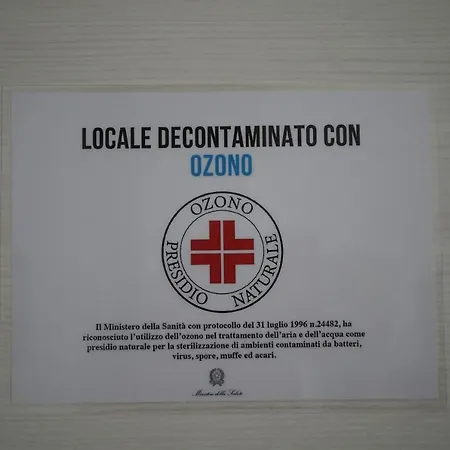 LOCALE DECONTAMINATO CON
OZONO
OZONO
PRESIDIO NATURALE
Il Ministero della Sanità con protocollo del 31 luglio 1996 n.24482, ha
riconosciuto l'utilizzo dell'ozono nel trattamento dell'aria e dell'acqua come
presidio naturale per la sterilizzazione di ambienti contaminati da batteri,
virus, spore, muffe ed acari.
Ministero della Salute